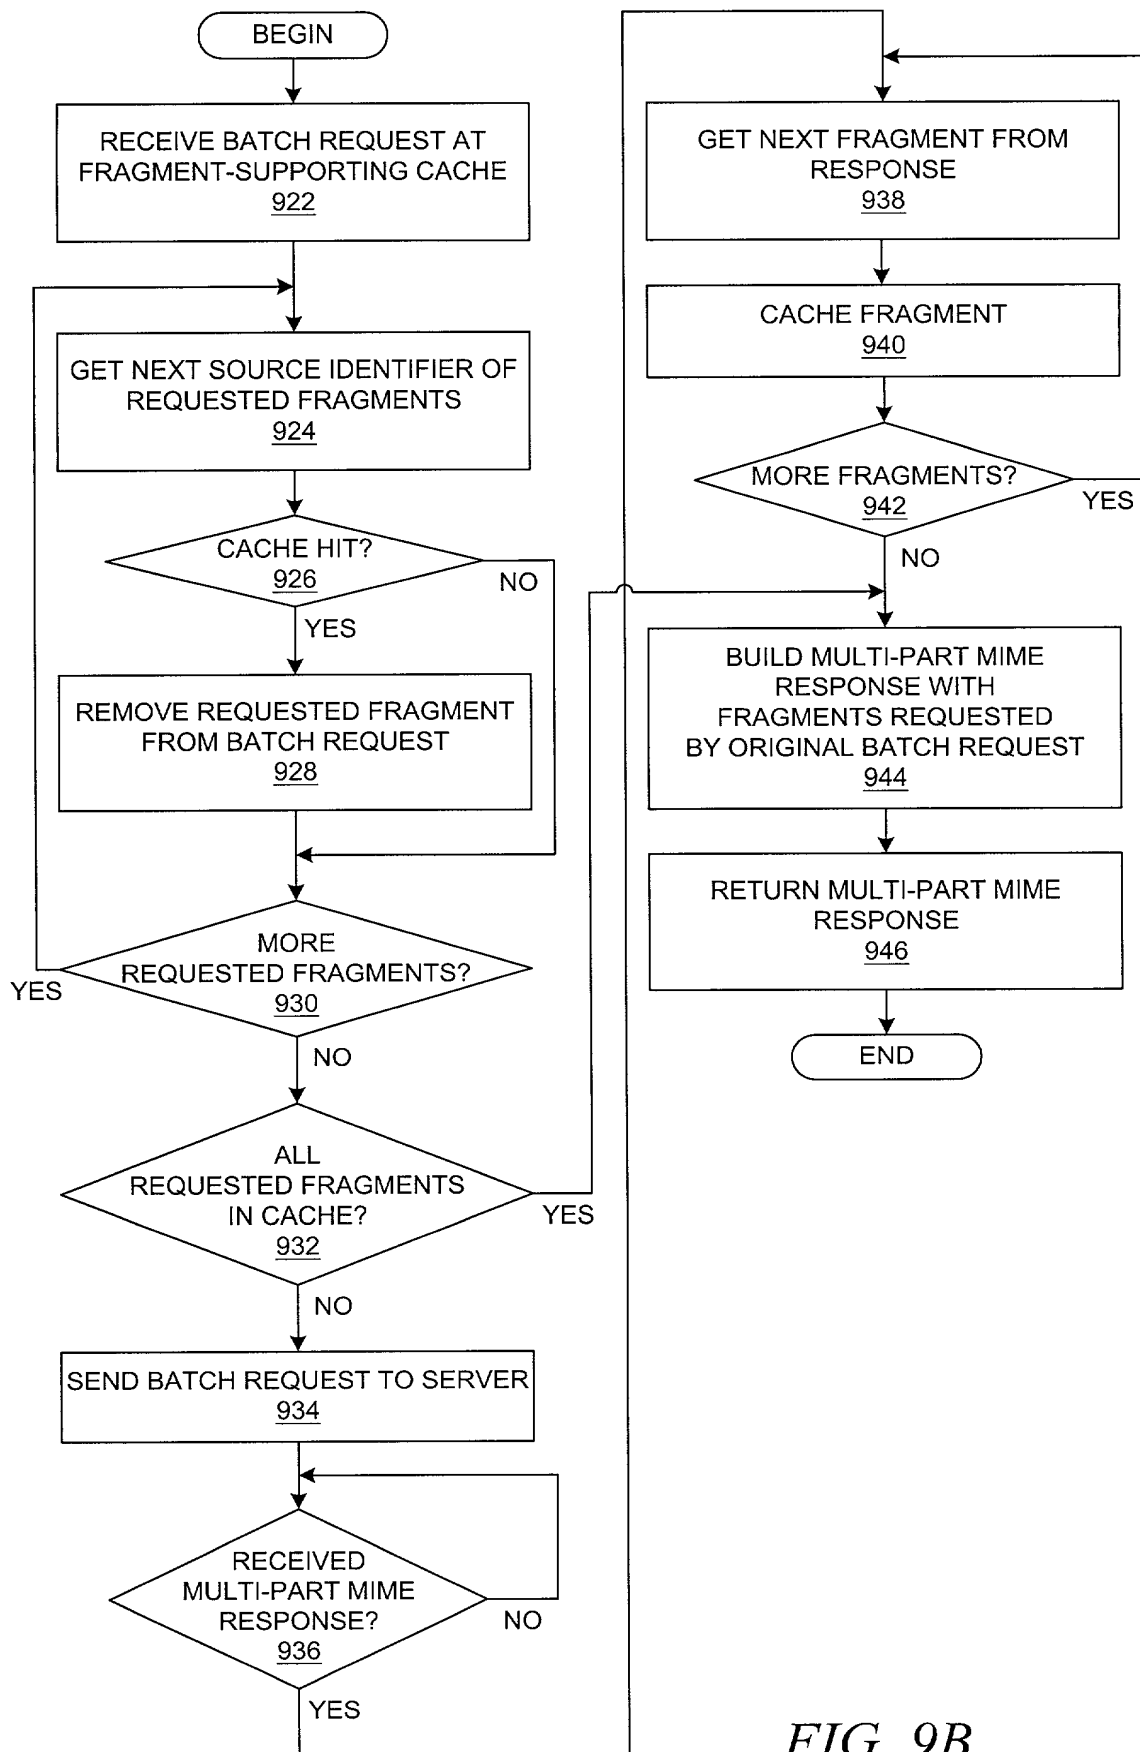 BEGIN
RECEIVE BATCH REQUEST AT
FRAGMENT-SUPPORTING CACHE
922
GET NEXT SOURCE IDENTIFIER OF
REQUESTED FRAGMENTS
924
CACHE HIT?
926
NO
YES
REMOVE REQUESTED FRAGMENT
FROM BATCH REQUEST
928
MORE
REQUESTED FRAGMENTS?
930
YES
NO
ALL
REQUESTED FRAGMENTS
IN CACHE?
932
YES
NO
SEND BATCH REQUEST TO SERVER
934
RECEIVED
MULTI-PART MIME
RESPONSE?
936
NO
YES
GET NEXT FRAGMENT FROM
RESPONSE
938
CACHE FRAGMENT
940
MORE FRAGMENTS?
942
YES
NO
BUILD MULTI-PART MIME
RESPONSE WITH
FRAGMENTS REQUESTED
BY ORIGINAL BATCH REQUEST
944
RETURN MULTI-PART MIME
RESPONSE
946
END
FIG. 9B